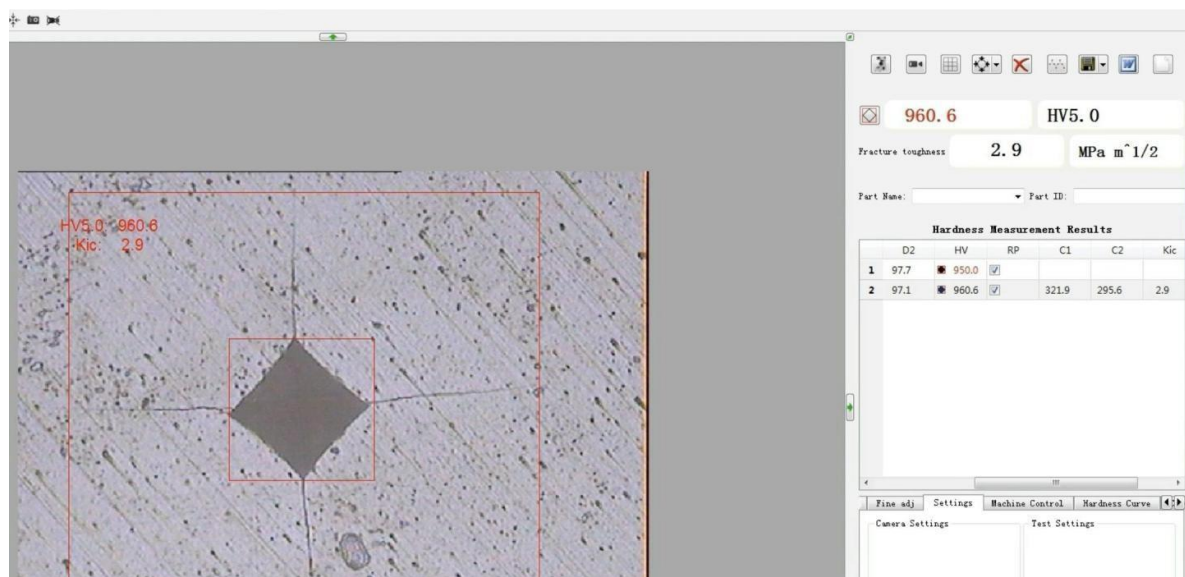 960.6 HV5.0
Fracture toughness 2.9 MPa m^1/2
Part Name: Part ID:
HV5.0 960.6
Kic: 2.9
Hardness Measurement Results
D2 HV RP C1 C2 Kic
1 97.7 950.0
2 97.1 960.6 321.9 295.6 2.9
Fine adj Settings Machine Control Hardness Curve
Camera Settings Test Settings